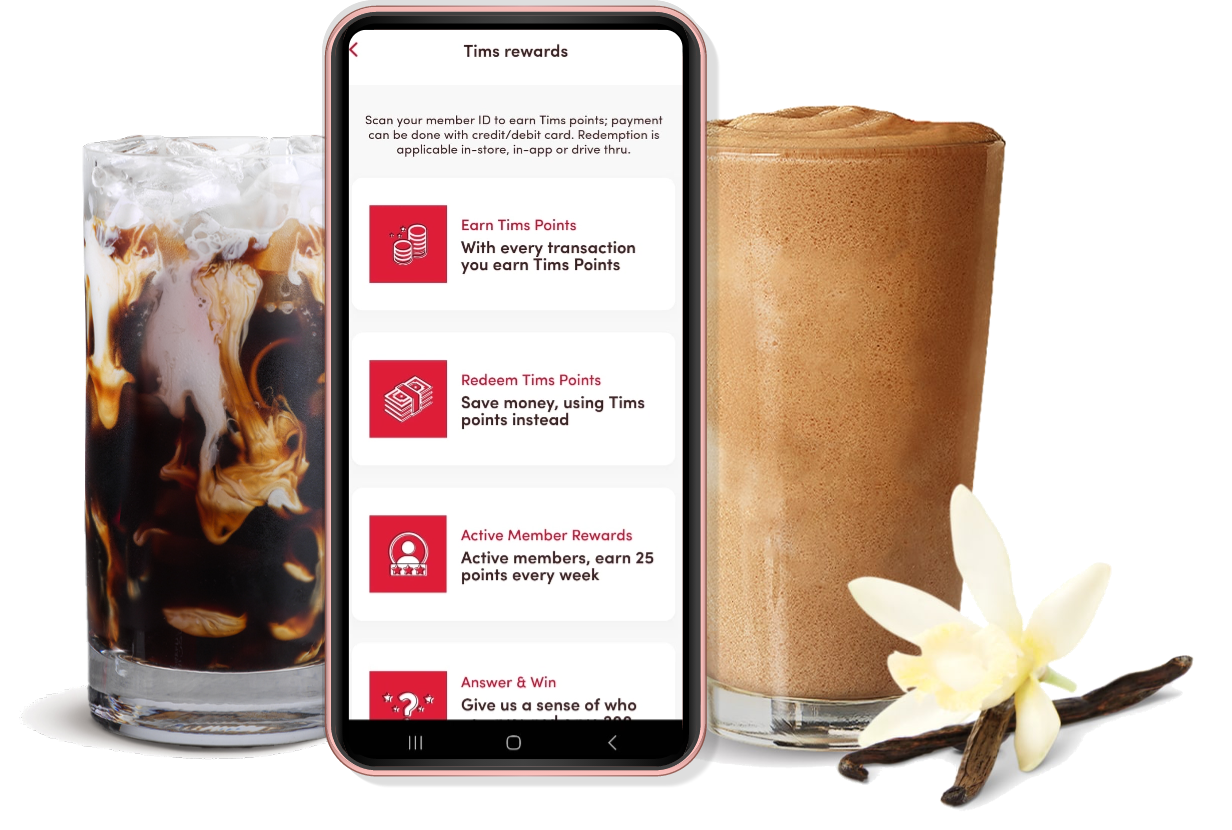 Tims rewards
Scan your member ID to earn Tims points; payment
can be done with credit/debit card. Redemption is
applicable in-store, in-app or drive thru.
Earn Tims Points
With every transaction
you earn Tims Points
Redeem Tims Points
Save money, using Tims
points instead
Active Member Rewards
Active members, earn 25
points every week
Answer & Win
Give us a sense of who